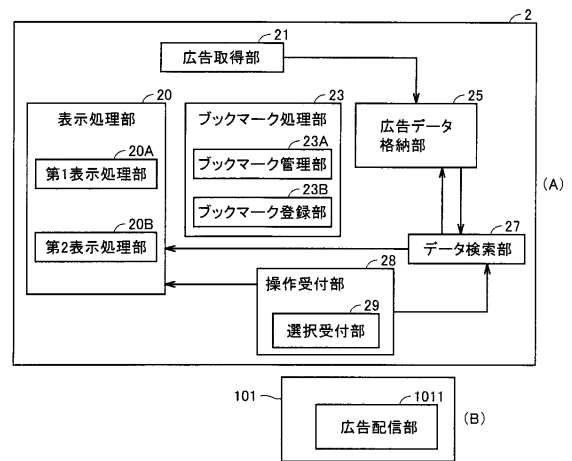 2
21
広告取得部
20
表示処理部
20A
第1表示処理部
20B
第2表示処理部
23
ブックマーク処理部
23A
ブックマーク管理部
23B
ブックマーク登録部
25
広告データ
格納部
(A)
27
データ検索部
28
操作受付部
29
選択受付部
101
1011
広告配信部
(B)